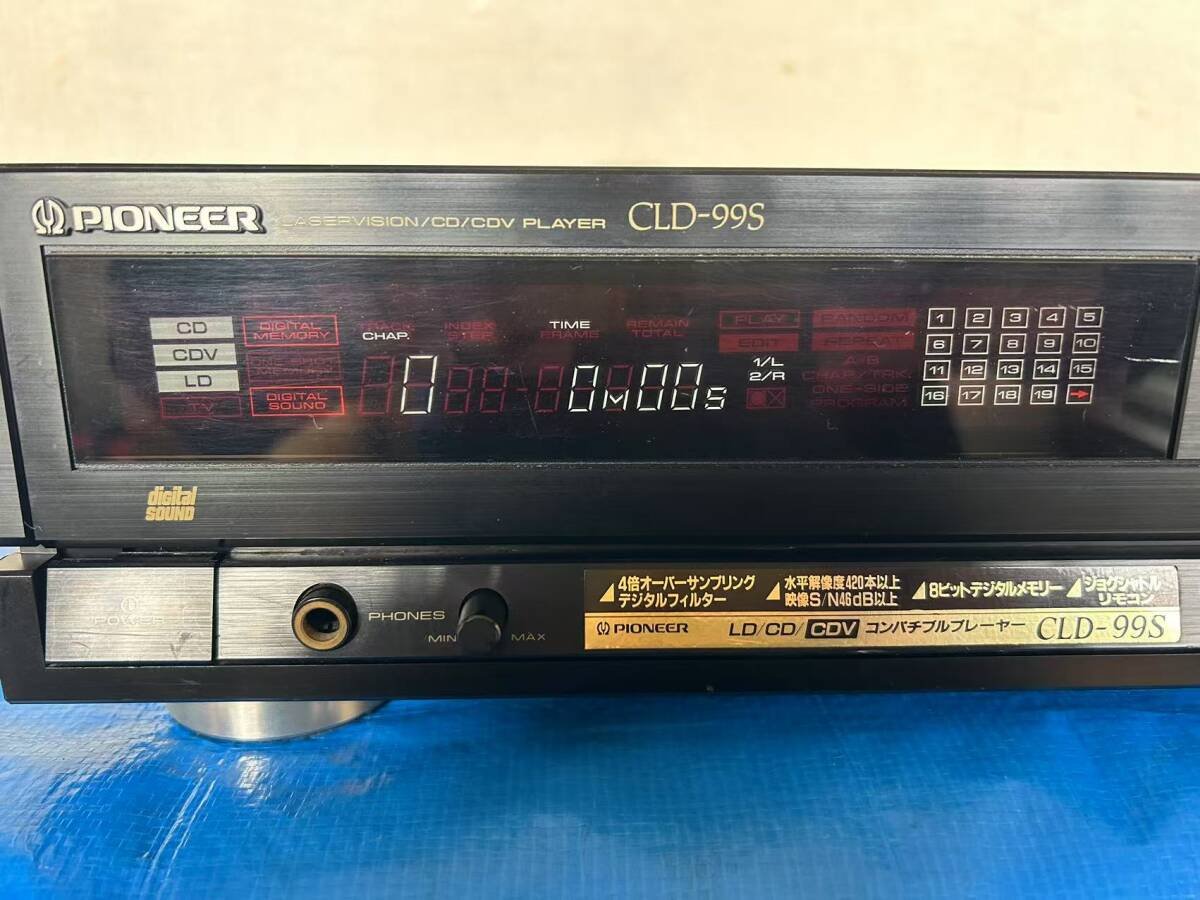 PIONEER LASERVISION/CD/CDV PLAYER CLD-99S
CD
CDV
LD
TV
DIGITAL MEMORY
DIGITAL SOUND
TRACK
CHAP.
INDEX
STEP
TIME
FRAME
REMAIN
TOTAL
0
0M00s
PLAY
EDIT
1/L
2/R
CX
RANDOM
REPEAT
A/B
CHAP./TRK.
ONE-SIDE
PROGRAM
1 2 3 4 5
6 7 8 9 10
11 12 13 14 15
16 17 18 19 →
digital SOUND
POWER
PHONES
MIN MAX
4倍オーバーサンプリング
デジタルフィルター
水平解像度420本以上
映像S/N46dB以上
8ビットデジタルメモリー
ジョグシャトル
リモコン
PIONEER LD/CD/CDV コンパチブルプレーヤー CLD-99S